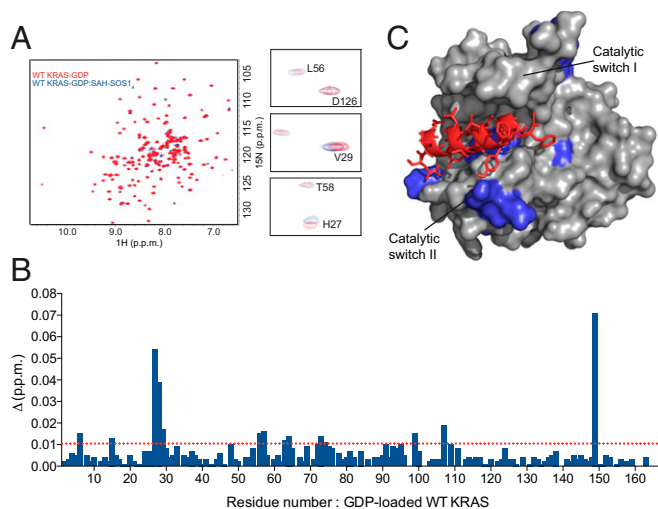 A
WT KRAS-GDP
WT KRAS-GDP:SAH-SOS1A
105
110
115
120
125
130
15N (p.p.m.)
10.0 9.0 8.0 7.0
1H (p.p.m.)
L56
D126
V29
T58
H27
C
Catalytic
switch I
Catalytic
switch II
B
Δ (p.p.m.)
0.08
0.07
0.06
0.05
0.04
0.03
0.02
0.01
0.00
10 20 30 40 50 60 70 80 90 100 110 120 130 140 150 160
Residue number : GDP-loaded WT KRAS